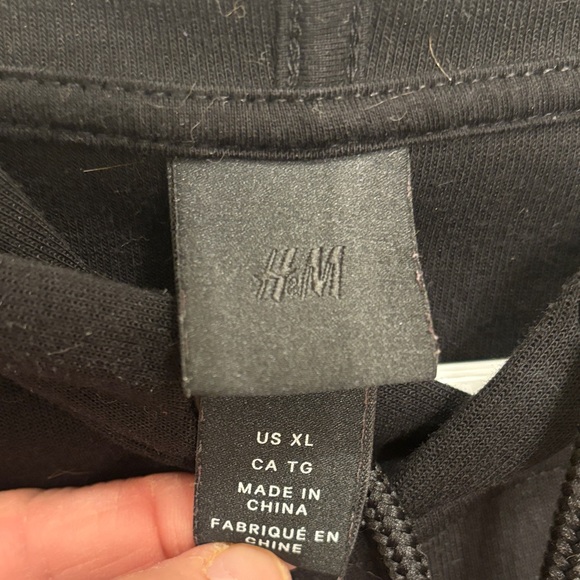 H&M
US XL
CA TG
MADE IN
CHINA
FABRIQUÉ EN
CHINE